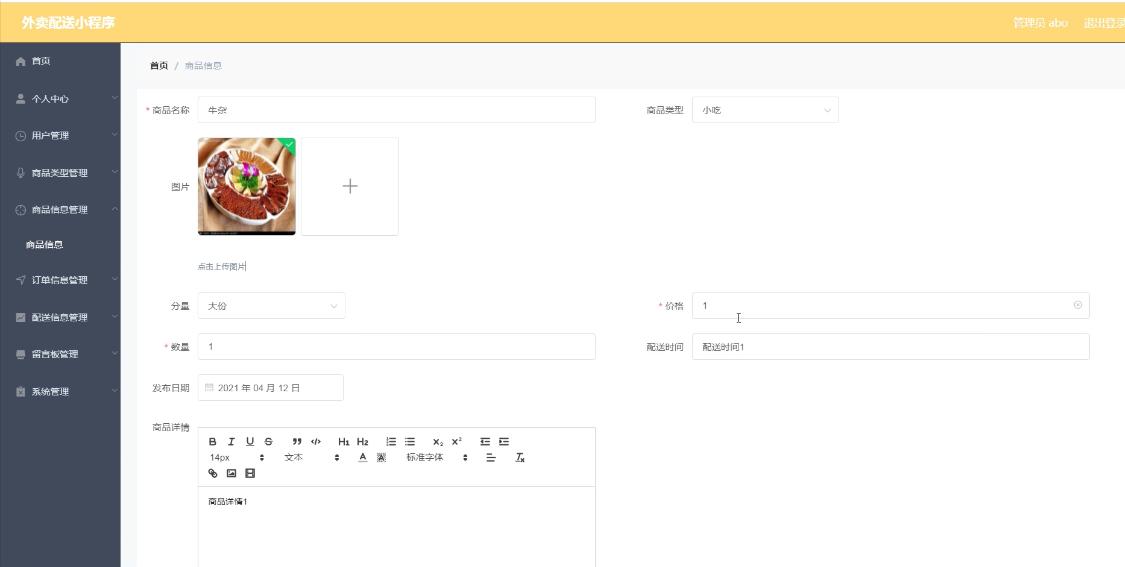 外卖配送小程序
管理员 abo 退出登录
首页
个人中心
用户管理
商品类型管理
商品信息管理
商品信息
订单信息管理
配送信息管理
留言板管理
系统管理
首页 / 商品信息
* 商品名称 牛杂 商品类型 小吃
图片
点击上传图片
分量 大份 * 价格 1
* 数量 1 配送时间 配送时间1
发布日期 2021 年 04 月 12 日
商品详情
B I U S ” </> H1 H2 X₂ X²
14px 文本 A A 标准字体
商品详情1